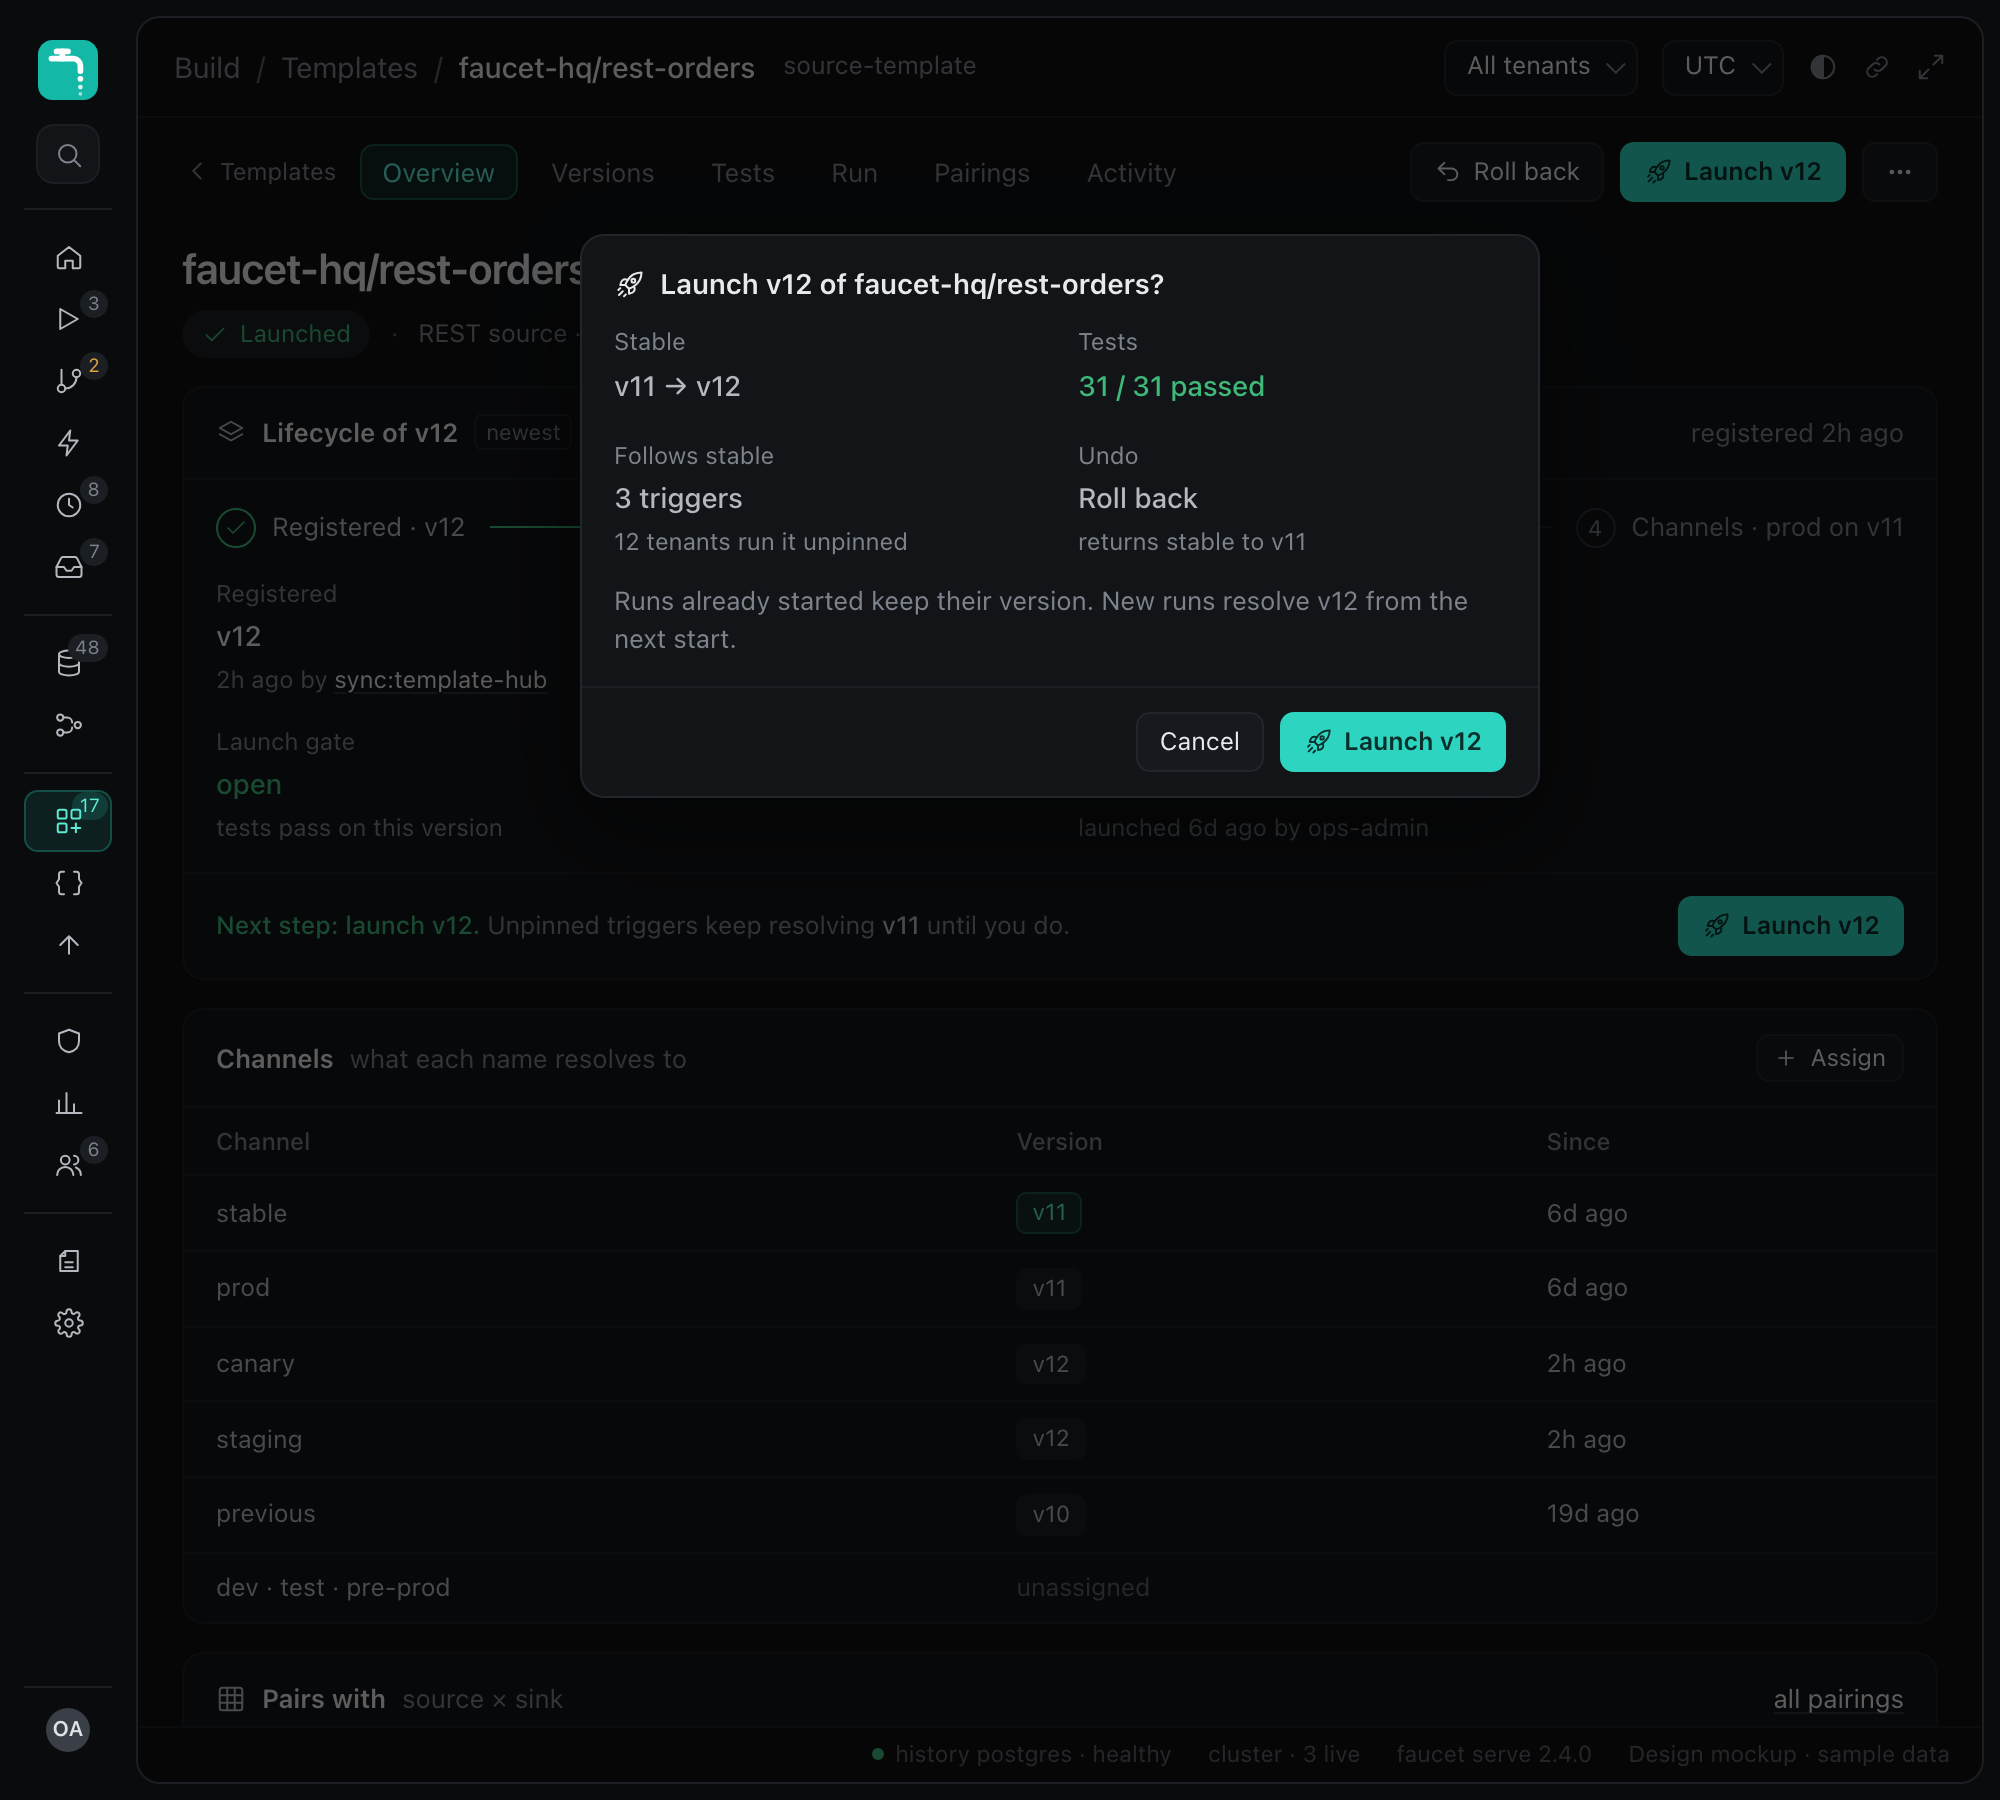 Build / Templates / faucet-hq/rest-orders source-template
All tenants
UTC
Templates
Overview
Versions
Tests
Run
Pairings
Activity
Roll back
Launch v12
faucet-hq/rest-orders
Launched · REST source ·
Lifecycle of v12 newest
registered 2h ago
Registered · v12
4 Channels · prod on v11
Registered
v12
2h ago by sync:template-hub
Launch gate
open
tests pass on this version
launched 6d ago by ops-admin
Next step: launch v12. Unpinned triggers keep resolving v11 until you do.
Launch v12
Launch v12 of faucet-hq/rest-orders?
Stable
v11 → v12
Tests
31 / 31 passed
Follows stable
3 triggers
12 tenants run it unpinned
Undo
Roll back
returns stable to v11
Runs already started keep their version. New runs resolve v12 from the
next start.
Cancel
Launch v12
Channels what each name resolves to
Assign
Channel Version Since
stable v11 6d ago
prod v11 6d ago
canary v12 2h ago
staging v12 2h ago
previous v10 19d ago
dev · test · pre-prod unassigned
Pairs with source × sink
all pairings
history postgres · healthy
cluster · 3 live
faucet serve 2.4.0
Design mockup · sample data
3
2
8
7
48
17
6
OA